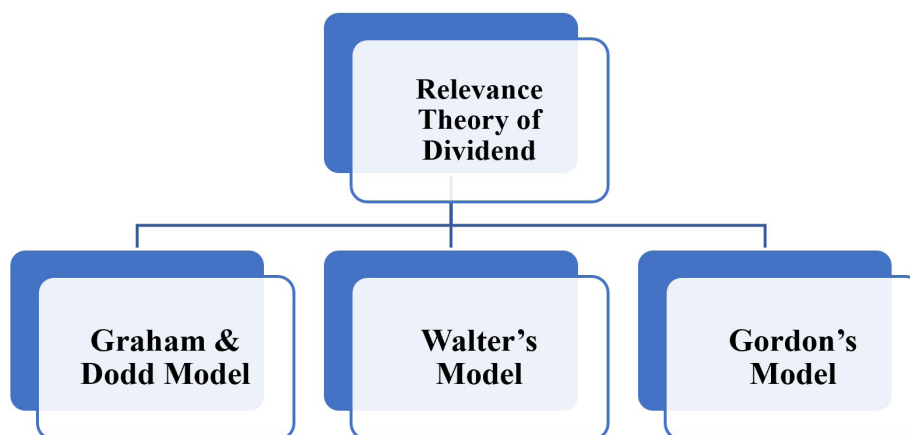 Relevance
Theory of
Dividend
Graham &
Dodd Model
Walter’s
Model
Gordon’s
Model